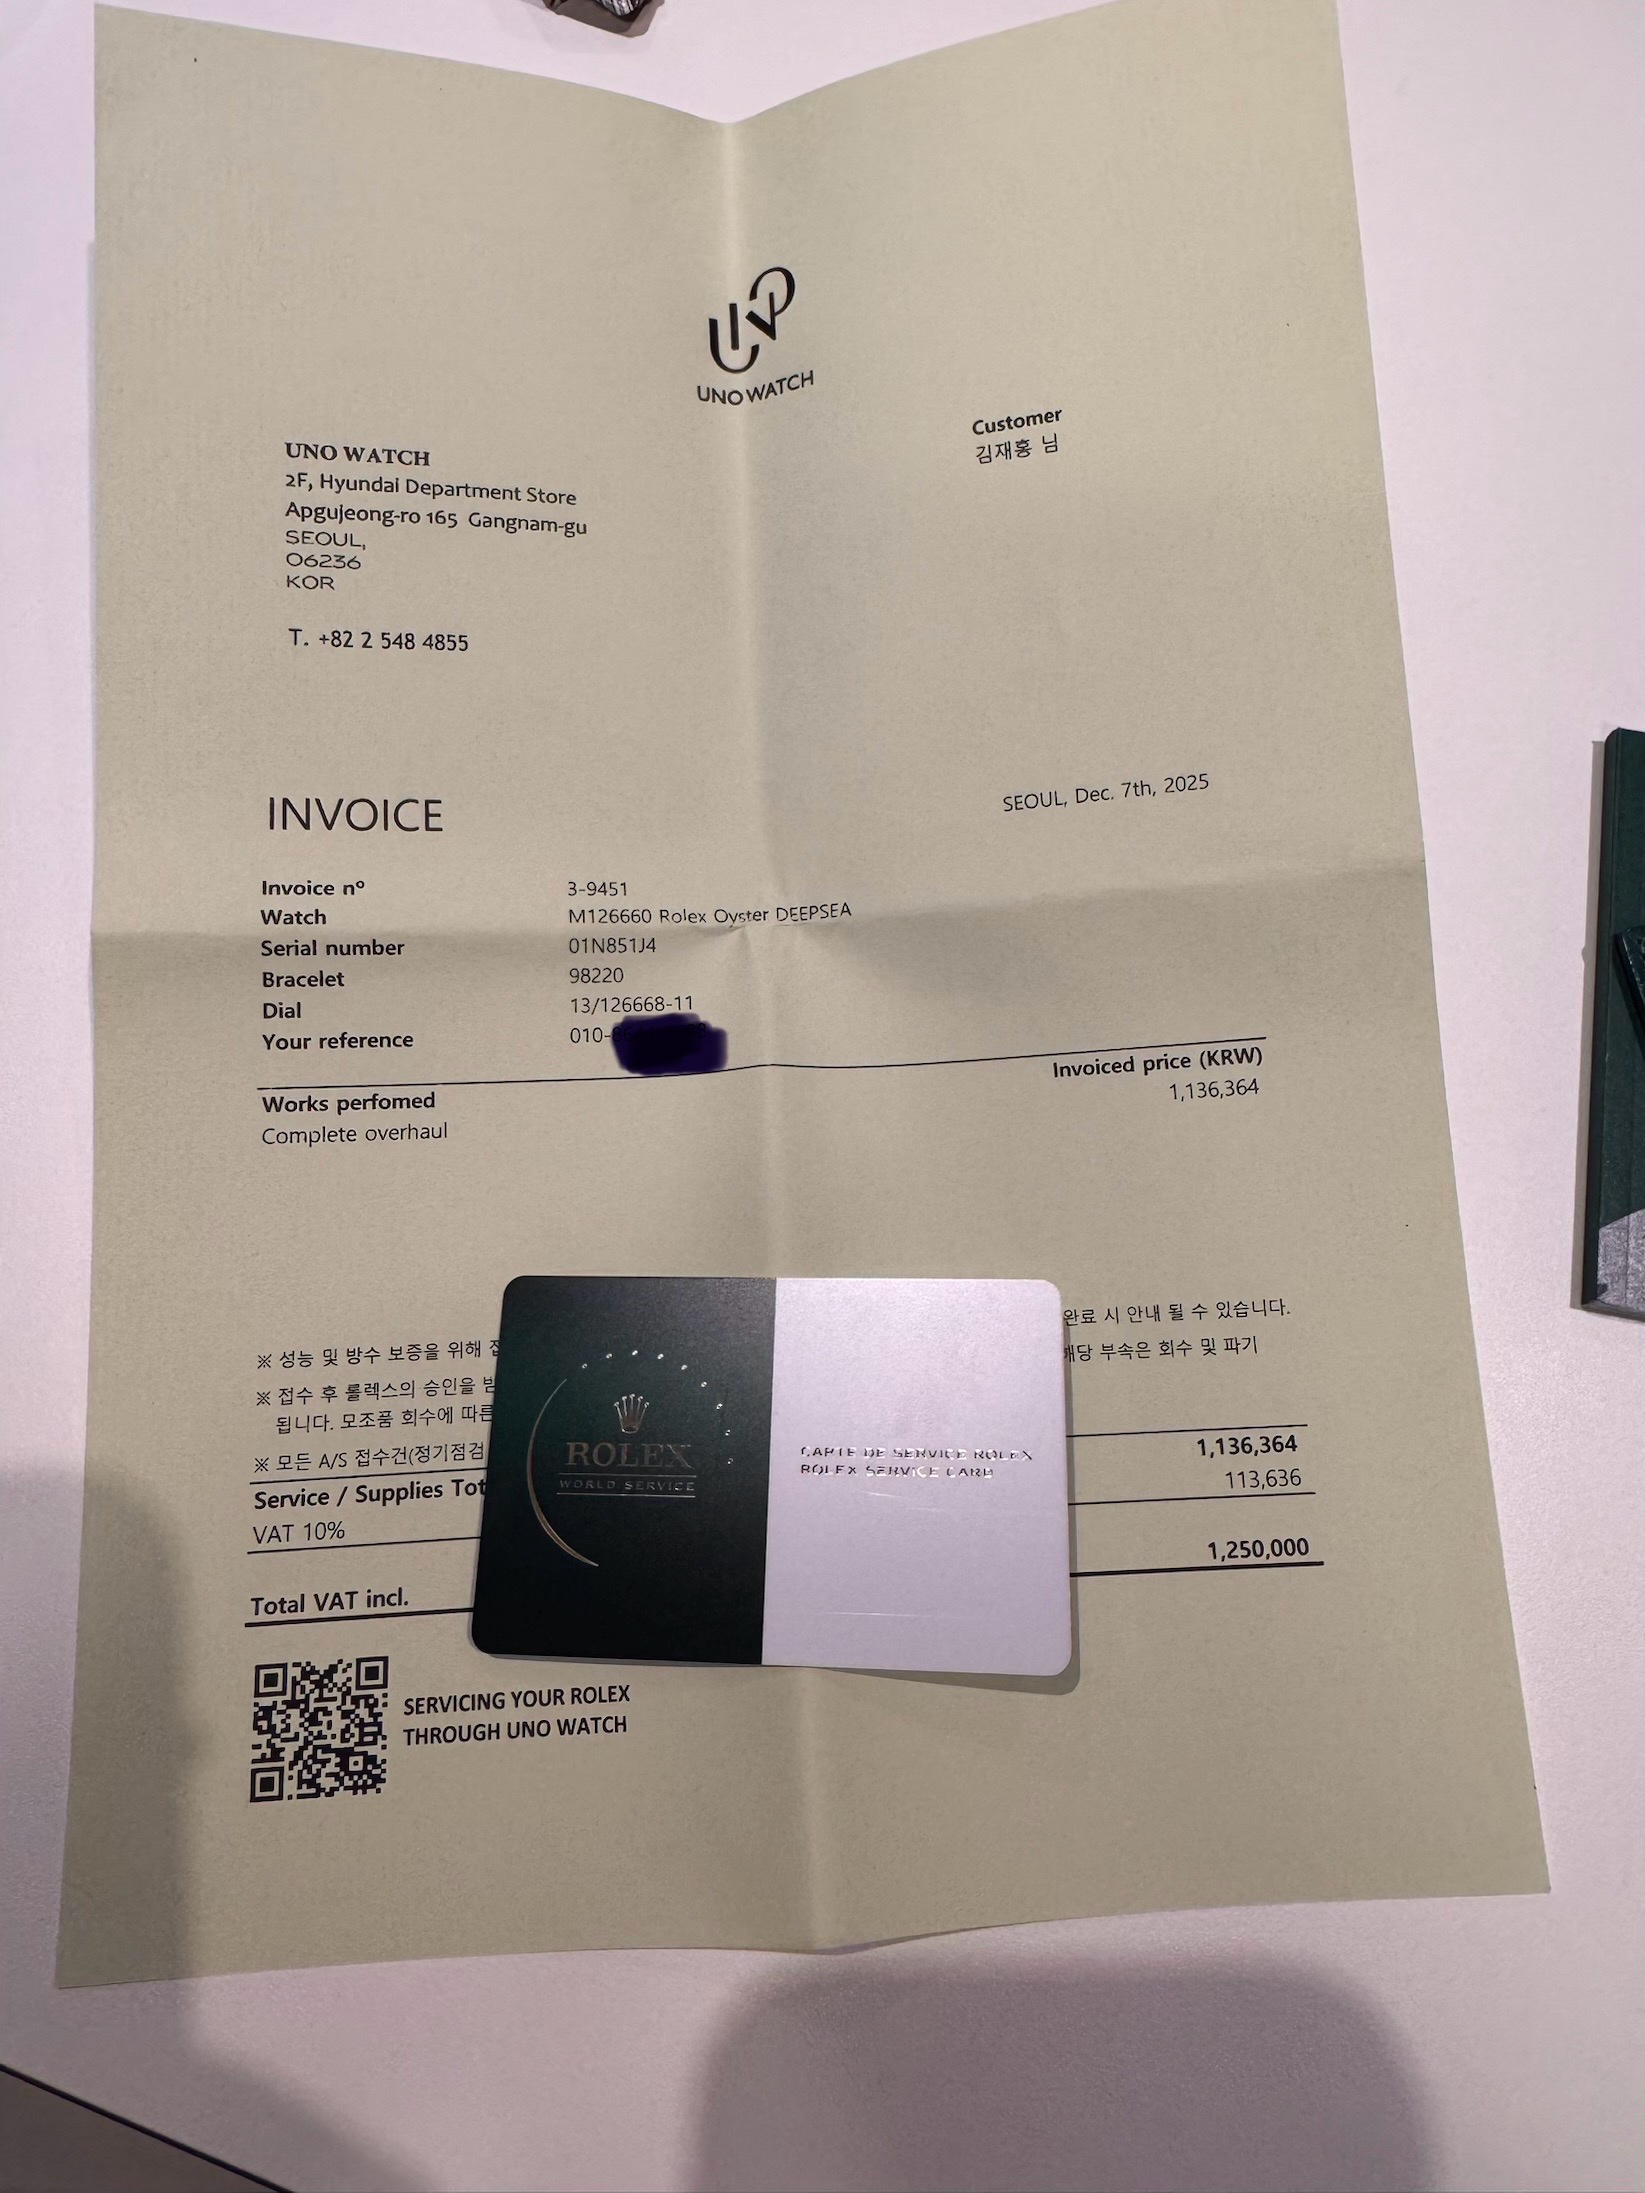 UNO WATCH
Customer
김재홍 님
UNO WATCH
2F, Hyundai Department Store
Apgujeong-ro 165 Gangnam-gu
SEOUL,
06236
KOR
T. +82 2 548 4855
SEOUL, Dec. 7th, 2025
INVOICE
Invoice nº 3-9451
Watch M126660 Rolex Oyster DEEPSEA
Serial number 01N851J4
Bracelet 98220
Dial 13/126668-11
Your reference 010-
Invoiced price (KRW)
Works perfomed 1,136,364
Complete overhaul
※ 성능 및 방수 보증을 위해 완료 시 안내 될 수 있습니다.
※ 접수 후 롤렉스의 승인을 해당 부속은 회수 및 파기
됩니다. 모조품 회수에 따른
※ 모든 A/S 접수건(정기점검
Service / Supplies Tot 1,136,364
VAT 10% 113,636
Total VAT incl. 1,250,000
ROLEX
WORLD SERVICE
CARTE DE SERVICE ROLEX
ROLEX SERVICE CARD
SERVICING YOUR ROLEX
THROUGH UNO WATCH